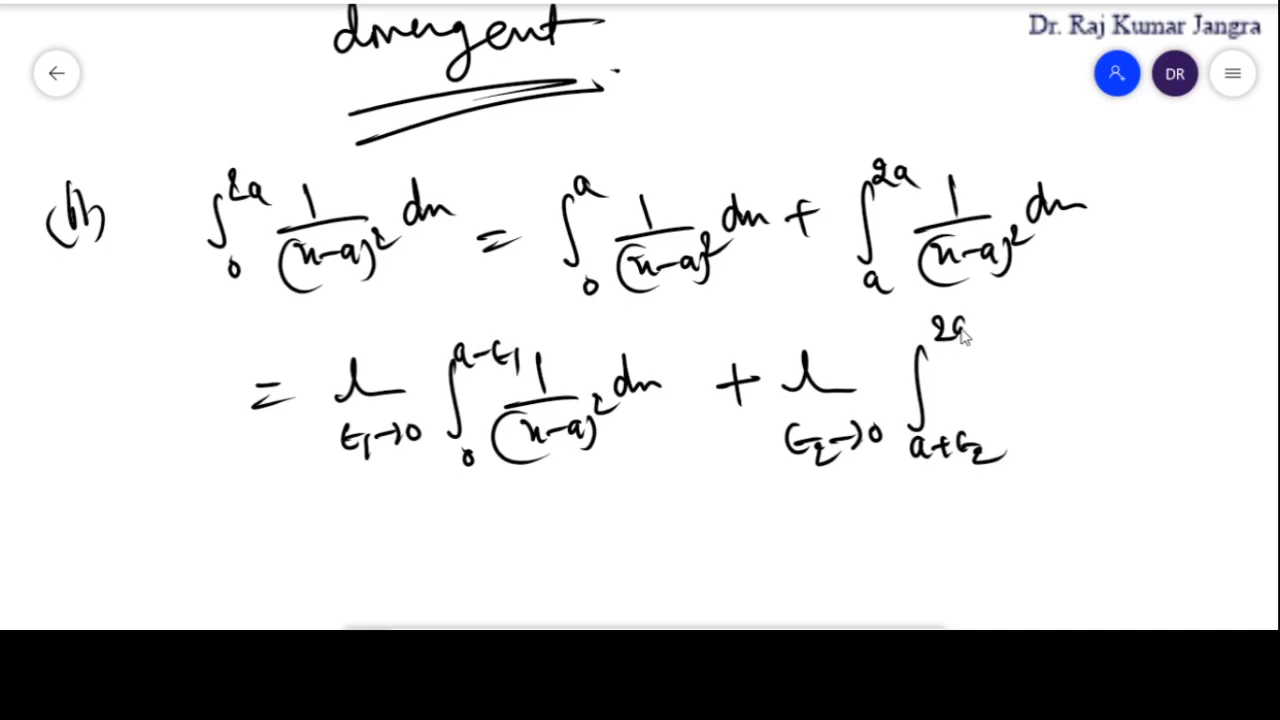 Dr. Raj Kumar Jangra
divergent
DR
(ii) ∫₀^{2a} 1/(x-a)² dx = ∫₀^{a} 1/(x-a)² dx + ∫ₐ^{2a} 1/(x-a)² dx
= lt_{ϵ₁→0} ∫₀^{a-ϵ₁} 1/(x-a)² dx + lt_{ϵ₂→0} ∫_{a+ϵ₂}^{2a}